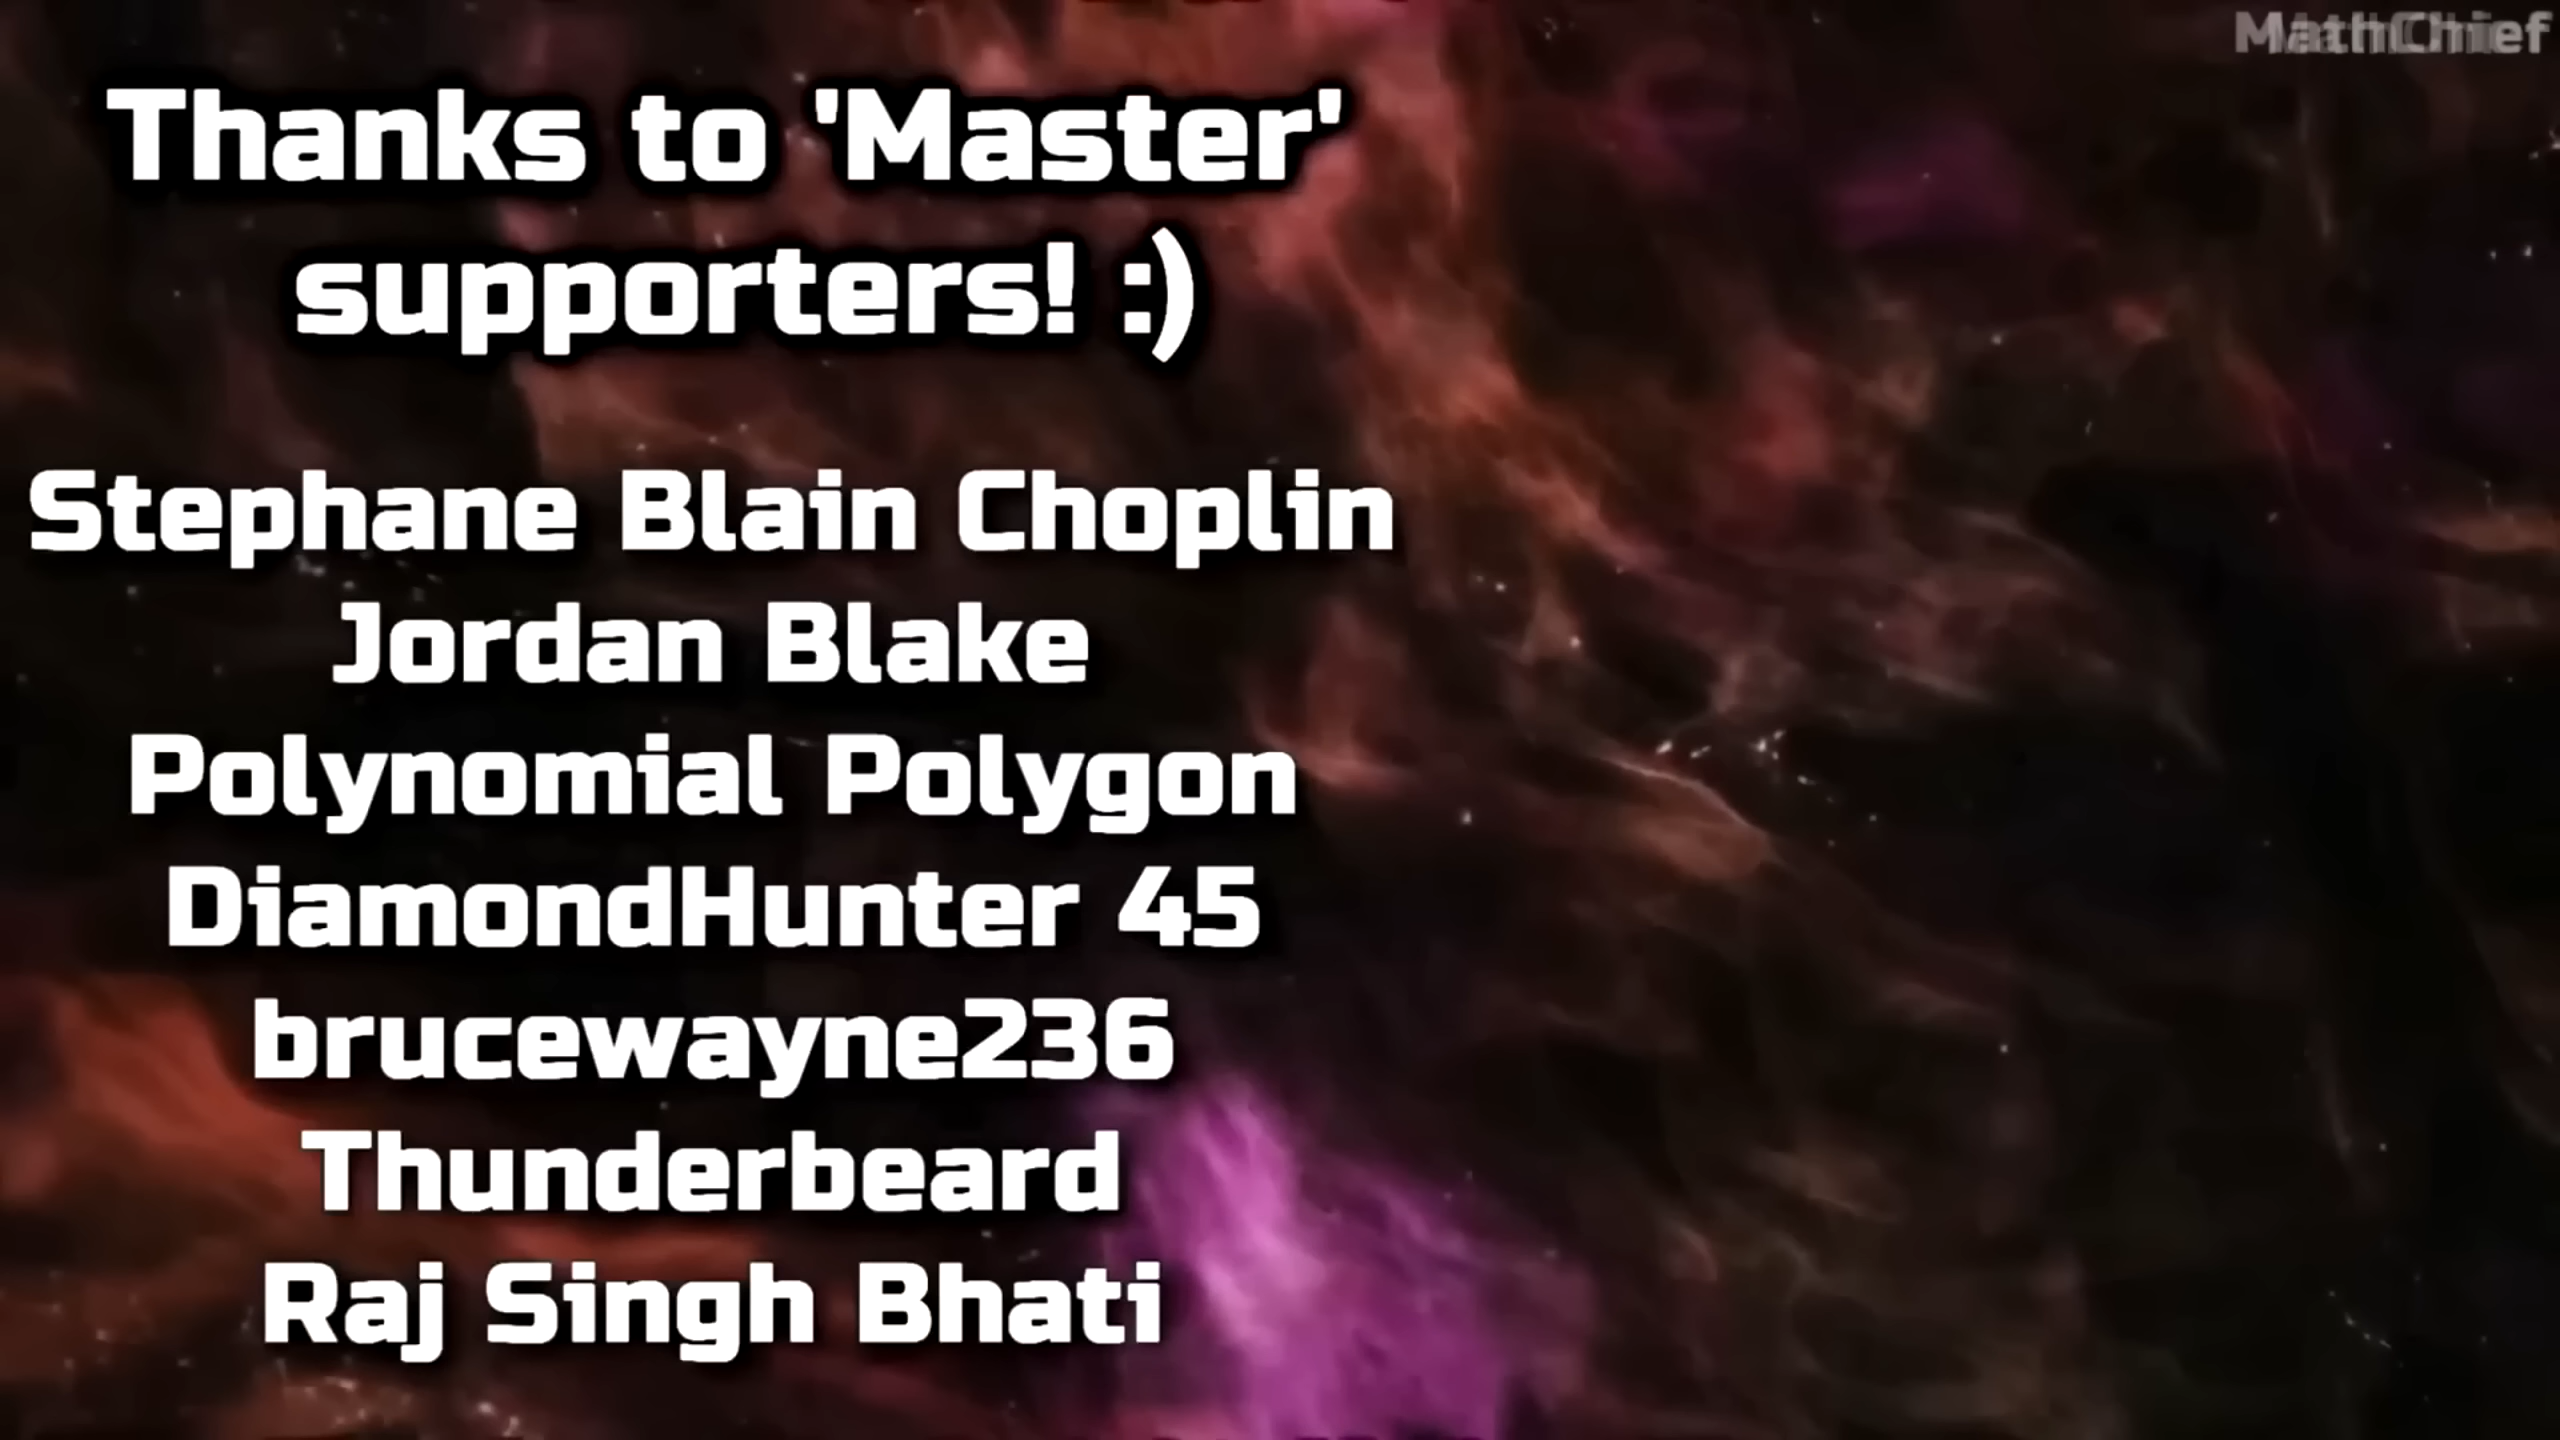 MathChief
Thanks to 'Master'
supporters! :)
Stephane Blain Choplin
Jordan Blake
Polynomial Polygon
DiamondHunter 45
brucewayne236
Thunderbeard
Raj Singh Bhati